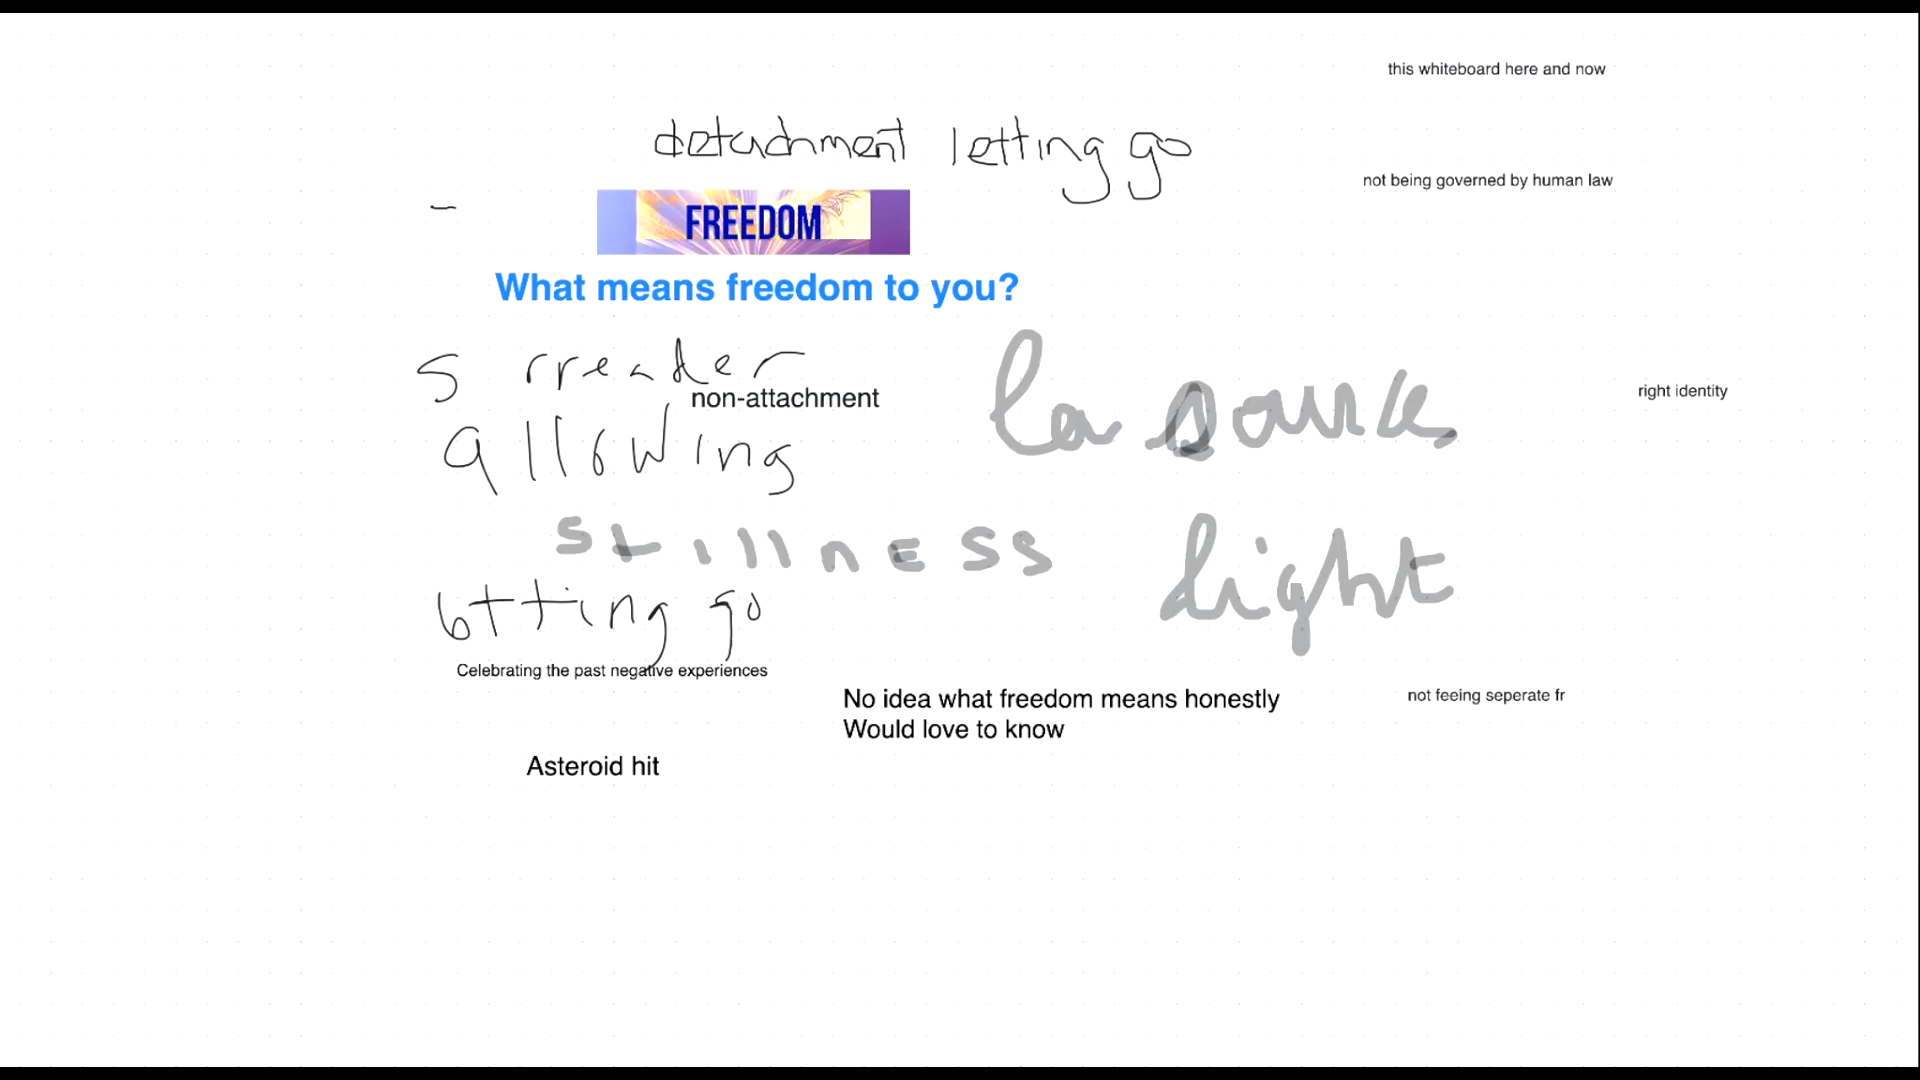 this whiteboard here and now
detachment letting go
not being governed by human law
FREEDOM
What means freedom to you?
non-attachment
la source
right identity
allowing
stillness
light
letting go
Celebrating the past negative experiences
No idea what freedom means honestly
Would love to know
not feeing seperate fr
Asteroid hit